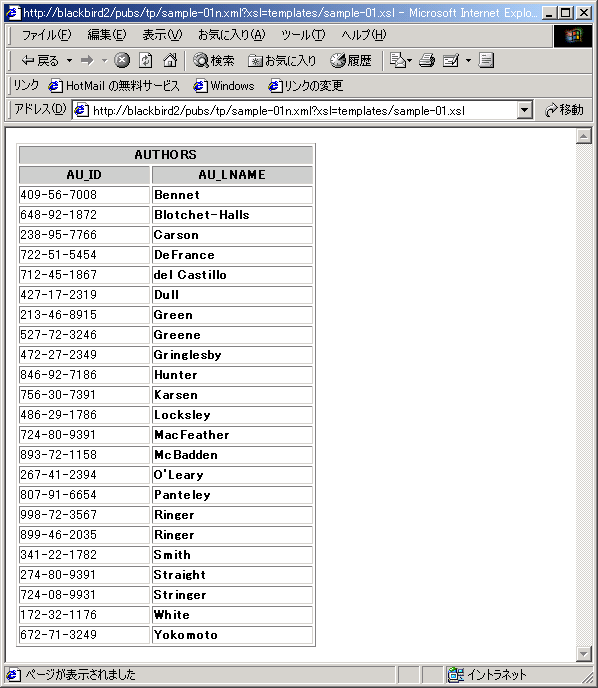 http://blackbird2/pubs/tp/sample-01n.xml?xsl=templates/sample-01.xsl - Microsoft Internet Explo...
ファイル(F) 編集(E) 表示(V) お気に入り(A) ツール(T) ヘルプ(H)
戻る 検索 お気に入り 履歴
リンク HotMail の無料サービス Windows リンクの変更
アドレス(D) http://blackbird2/pubs/tp/sample-01n.xml?xsl=templates/sample-01.xsl 移動
AUTHORS
AU_ID AU_LNAME
409-56-7008 Bennet
648-92-1872 Blotchet-Halls
238-95-7766 Carson
722-51-5454 DeFrance
712-45-1867 del Castillo
427-17-2319 Dull
213-46-8915 Green
527-72-3246 Greene
472-27-2349 Gringlesby
846-92-7186 Hunter
756-30-7391 Karsen
486-29-1786 Locksley
724-80-9391 MacFeather
893-72-1158 McBadden
267-41-2394 O'Leary
807-91-6654 Panteley
998-72-3567 Ringer
899-46-2035 Ringer
341-22-1782 Smith
274-80-9391 Straight
724-08-9931 Stringer
172-32-1176 White
672-71-3249 Yokomoto
ページが表示されました イントラネット